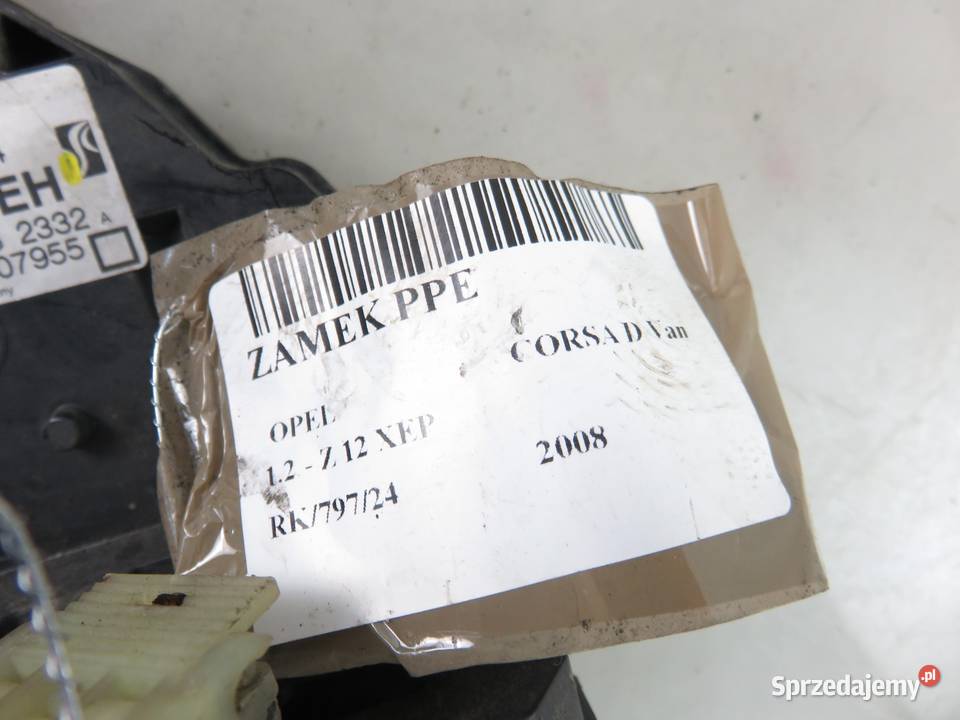 EH
2332 A
07955
ZAMEK PPE
OPEL CORSA D Van
1.2 - Z 12 XEP 2008
RK/797/24
Sprzedajemy.pl